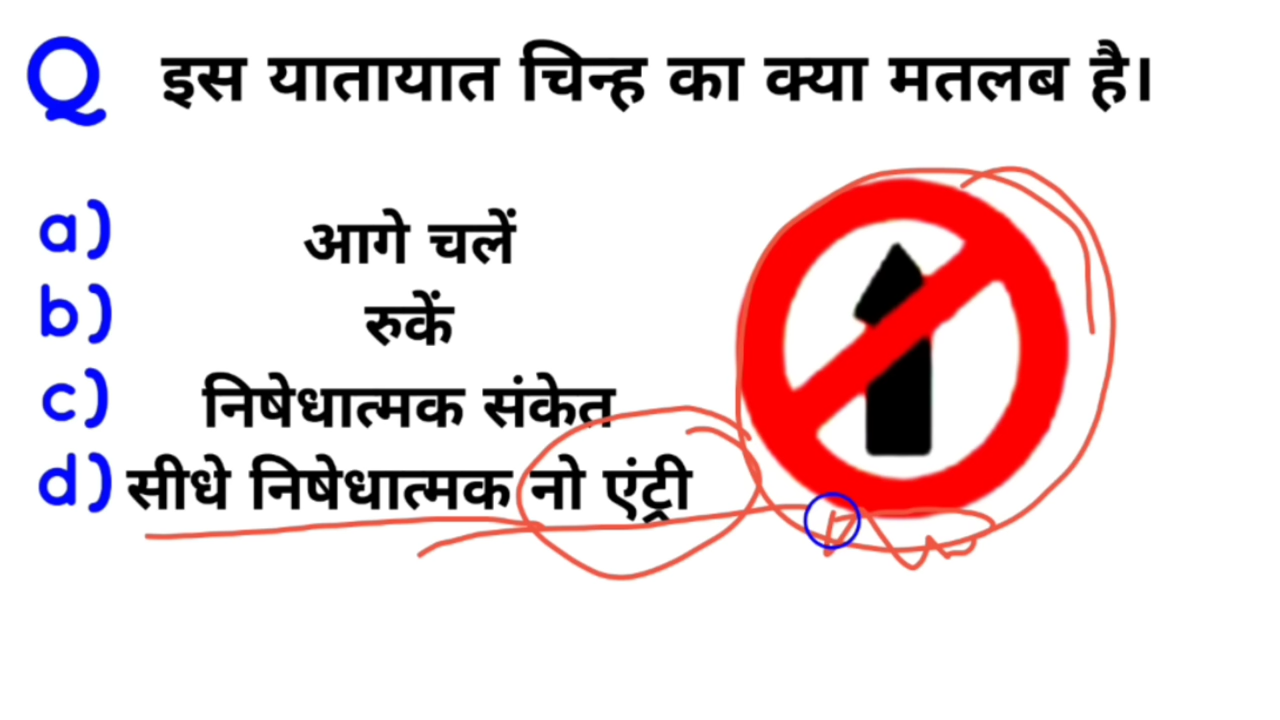 Q इस यातायात चिन्ह का क्या मतलब है।
a) आगे चलें
b) रुकें
c) निषेधात्मक संकेत
d) सीधे निषेधात्मक नो एंट्री